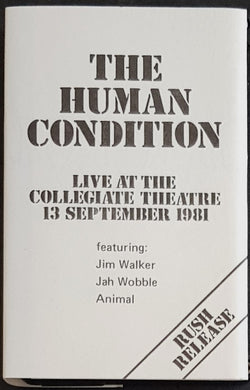 THE
HUMAN
CONDITION
LIVE AT THE
COLLEGIATE THEATRE
13 SEPTEMBER 1981
featuring:
Jim Walker
Jah Wobble
Animal
RUSH
RELEASE